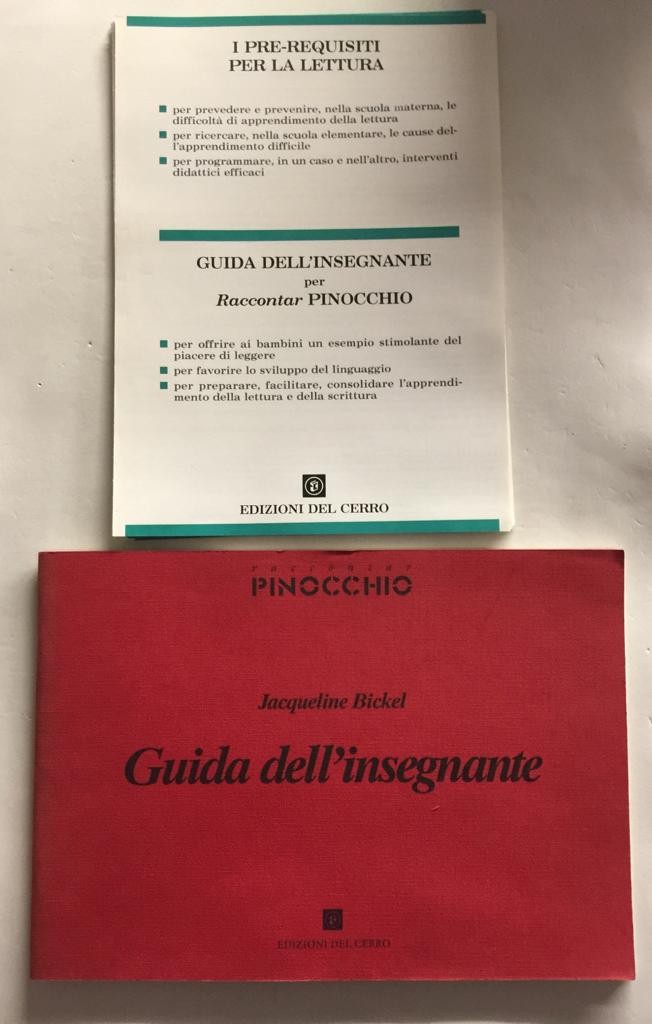 I PRE-REQUISITI
PER LA LETTURA
per prevedere e prevenire, nella scuola materna, le
difficoltà di apprendimento della lettura
per ricercare, nella scuola elementare, le cause del-
l'apprendimento difficile
per programmare, in un caso e nell'altro, interventi
didattici efficaci
GUIDA DELL'INSEGNANTE
per
Raccontar PINOCCHIO
per offrire ai bambini un esempio stimolante del
piacere di leggere
per favorire lo sviluppo del linguaggio
per preparare, facilitare, consolidare l'apprendi-
mento della lettura e della scrittura
EDIZIONI DEL CERRO
raccontar
PINOCCHIO
Jacqueline Bickel
Guida dell'insegnante
EDIZIONI DEL CERRO